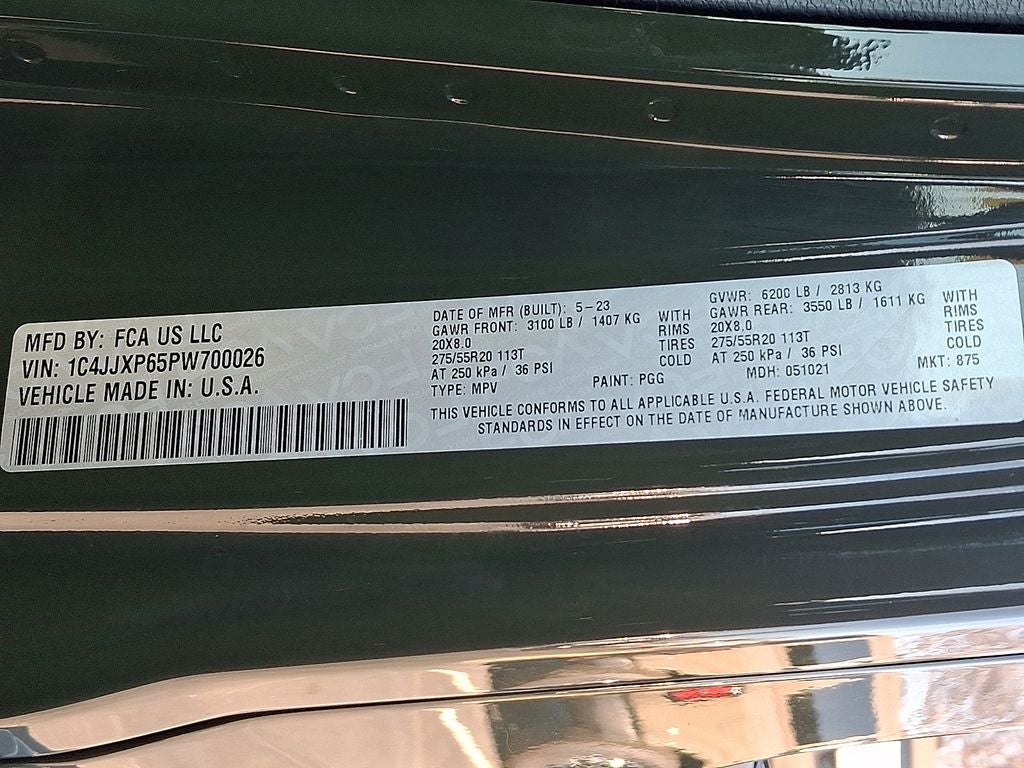 MFD BY: FCA US LLC
VIN: 1C4JJXP65PW700026
VEHICLE MADE IN: U.S.A.
DATE OF MFR (BUILT): 5-23
GAWR FRONT: 3100 LB / 1407 KG WITH
20X8.0 RIMS
275/55R20 113T TIRES
AT 250 kPa / 36 PSI COLD
TYPE: MPV PAINT: PGG
GVWR: 6200 LB / 2813 KG
GAWR REAR: 3550 LB / 1611 KG WITH
20X8.0 RIMS
275/55R20 113T TIRES
AT 250 kPa / 36 PSI COLD
MDH: 051021 MKT: 875
THIS VEHICLE CONFORMS TO ALL APPLICABLE U.S.A. FEDERAL MOTOR VEHICLE SAFETY
STANDARDS IN EFFECT ON THE DATE OF MANUFACTURE SHOWN ABOVE.